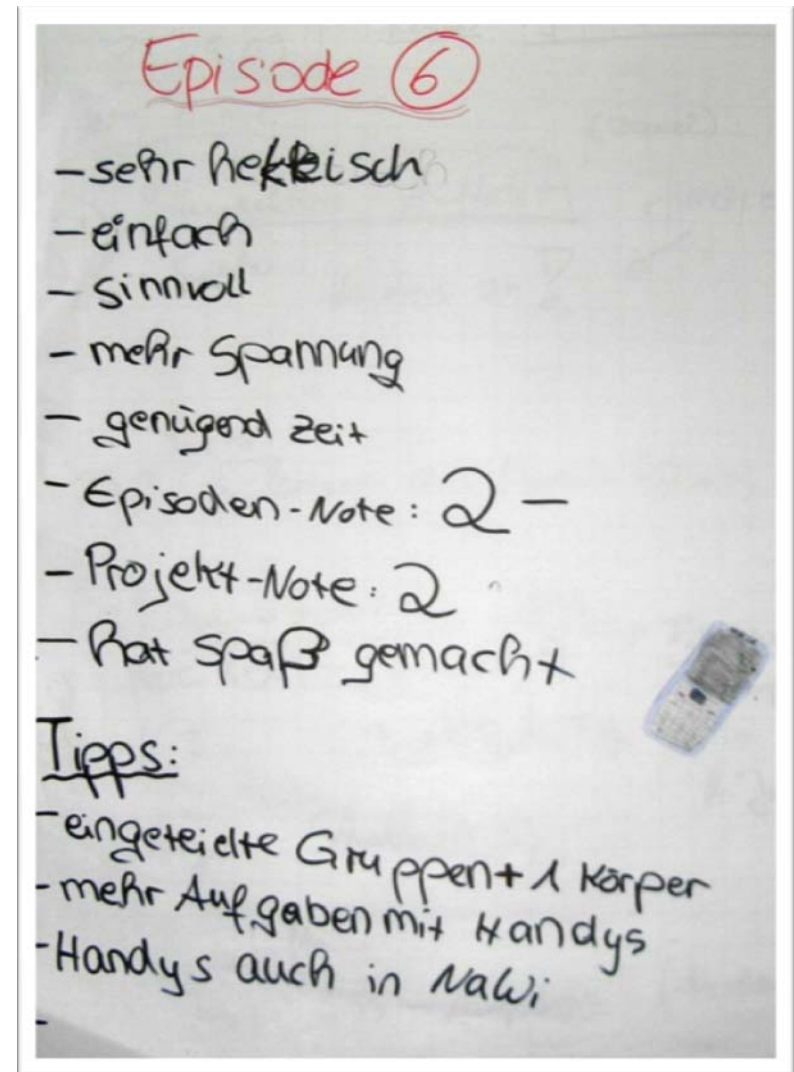 Episode 6
- sehr hektisch
- einfach
- sinnvoll
- mehr Spannung
- genügend Zeit
- Episoden-Note: 2 -
- Projekt-Note: 2
- hat spaß gemacht
Tipps:
- eingeteielte Gruppen + 1 Körper
- mehr Aufgaben mit Handys
- Handys auch in NaWi
-